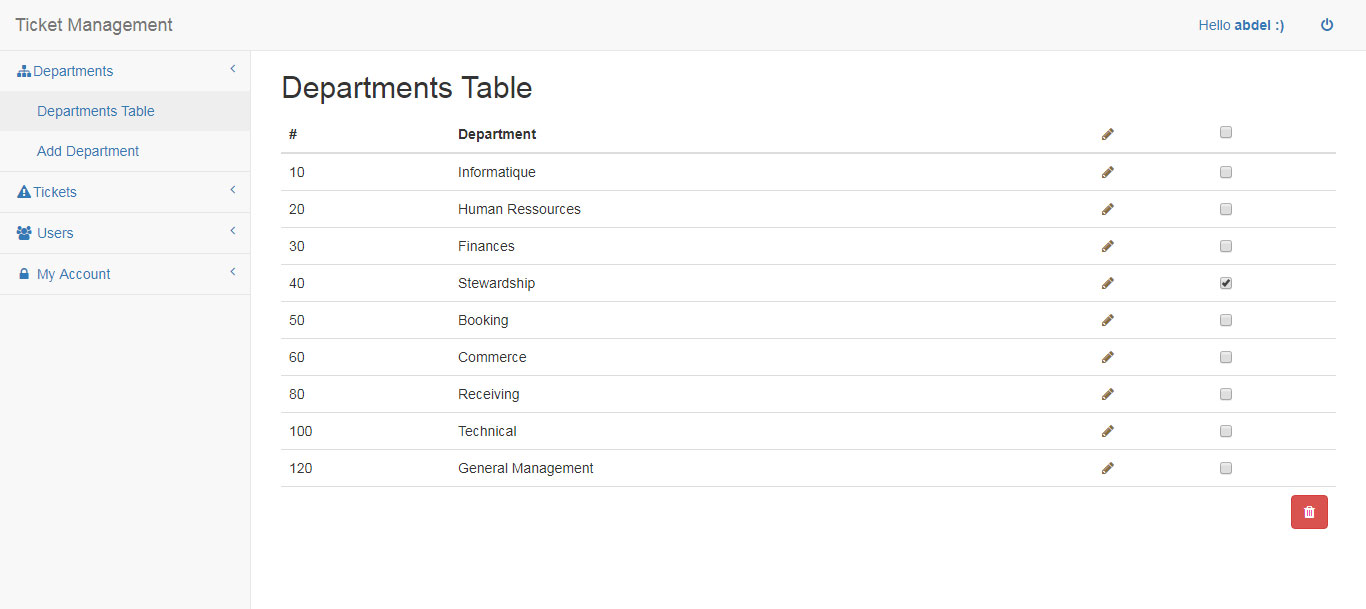 Ticket Management
Hello abdel :)
Departments
Departments Table
Add Department
Tickets
Users
My Account
Departments Table
# Department
10 Informatique
20 Human Ressources
30 Finances
40 Stewardship
50 Booking
60 Commerce
80 Receiving
100 Technical
120 General Management